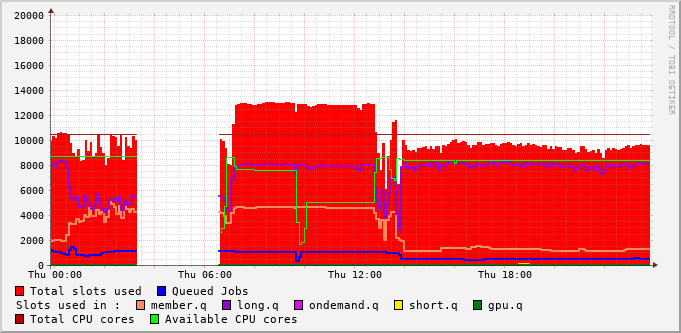 20000
18000
16000
14000
12000
10000
8000
6000
4000
2000
0
Thu 00:00 Thu 06:00 Thu 12:00 Thu 18:00
RRDTOOL / TOBI OETIKER
Total slots used Queued Jobs
Slots used in : member.q long.q ondemand.q short.q gpu.q
Total CPU cores Available CPU cores